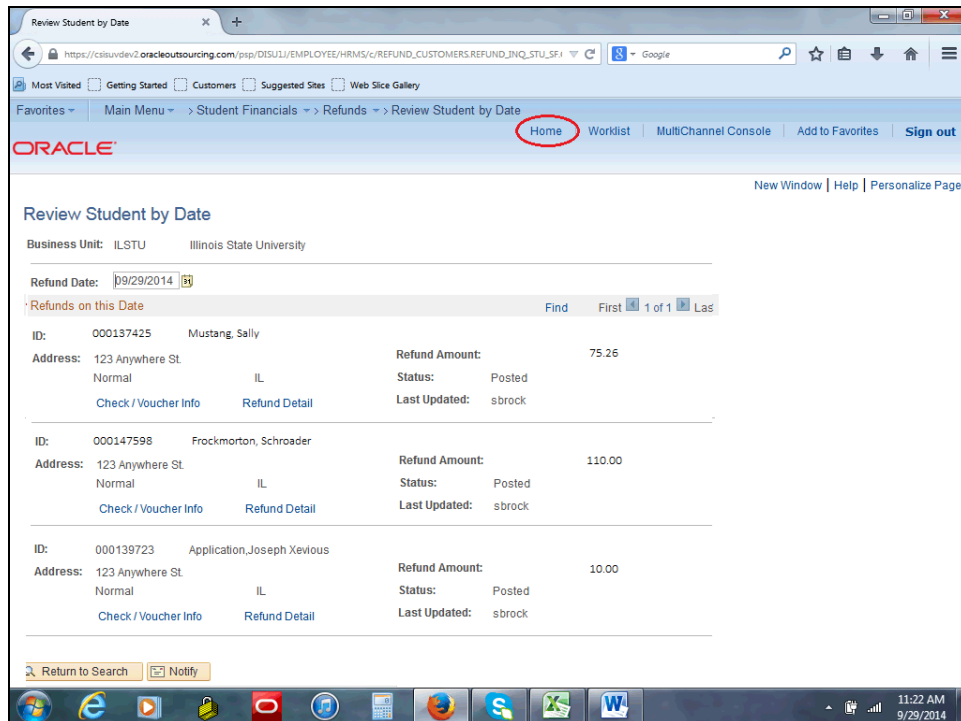 Review Student by Date × +
https://csisuvdev2.oracleoutsourcing.com/psp/DISU1J/EMPLOYEE/HRMS/c/REFUND_CUSTOMERS.REFUND_INQ_STU_SF.( Google
Most Visited Getting Started Customers Suggested Sites Web Slice Gallery
Favorites Main Menu > Student Financials > Refunds > Review Student by Date
Home Worklist MultiChannel Console Add to Favorites Sign out
ORACLE
New Window | Help | Personalize Page
Review Student by Date
Business Unit: ILSTU Illinois State University
Refund Date: 09/29/2014 31
Refunds on this Date Find First 1 of 1 Las
ID: 000137425 Mustang, Sally
Address: 123 Anywhere St. Refund Amount: 75.26
Normal IL Status: Posted
Check / Voucher Info Refund Detail Last Updated: sbrock
ID: 000147598 Frockmorton, Schroader
Address: 123 Anywhere St. Refund Amount: 110.00
Normal IL Status: Posted
Check / Voucher Info Refund Detail Last Updated: sbrock
ID: 000139723 Application,Joseph Xevious
Address: 123 Anywhere St. Refund Amount: 10.00
Normal IL Status: Posted
Check / Voucher Info Refund Detail Last Updated: sbrock
Return to Search Notify
11:22 AM
9/29/2014